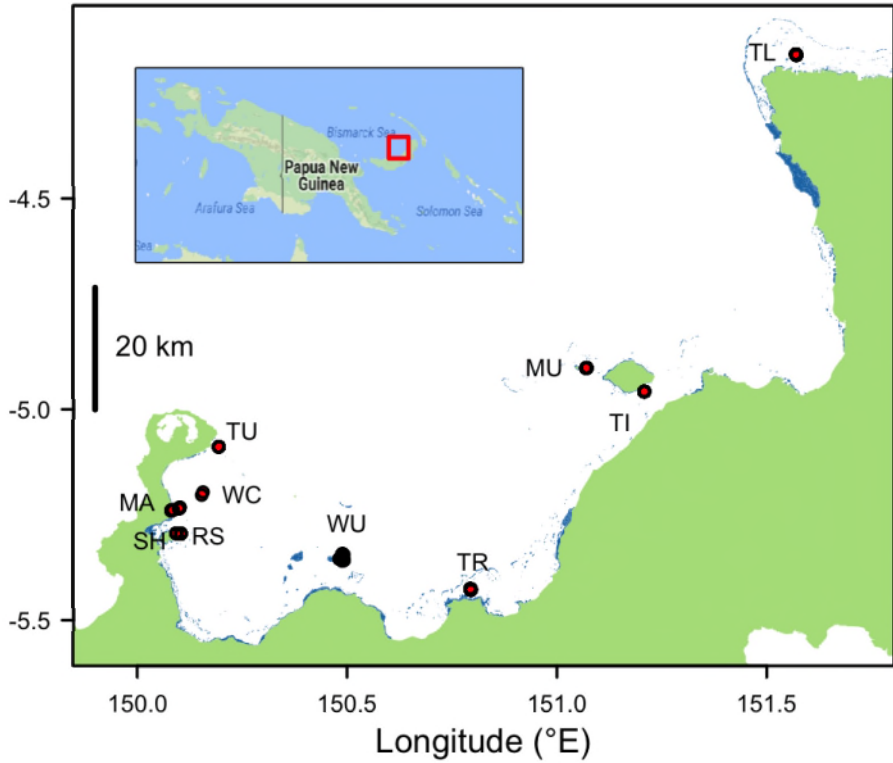 TL
Bismarck Sea
Papua New
Guinea
Arafura Sea
Solomon Sea
Sea
-4.5
20 km
MU
-5.0
TI
TU
WC
MA
SH
RS
WU
TR
-5.5
150.0
150.5
151.0
151.5
Longitude (°E)